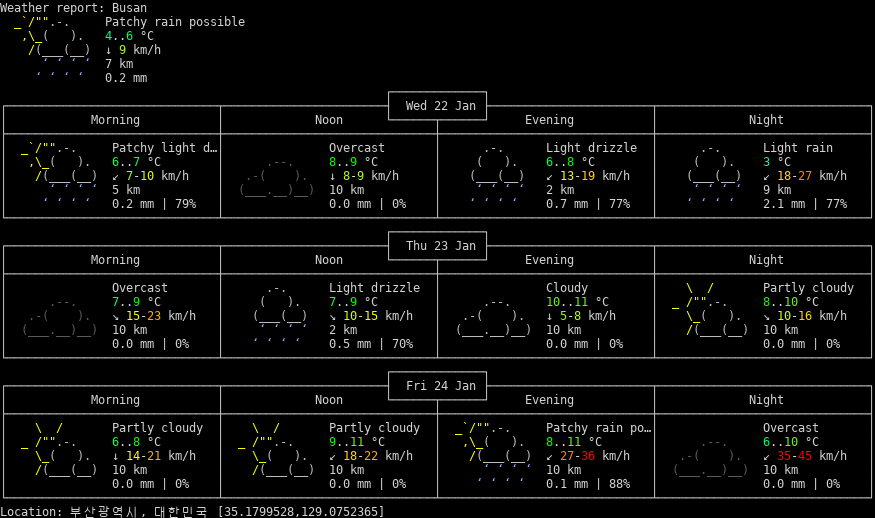 Weather report: Busan
Patchy rain possible
4..6 °C
↓ 9 km/h
7 km
0.2 mm
Wed 22 Jan
Morning Noon Evening Night
Patchy light d… Overcast Light drizzle Light rain
6..7 °C 8..9 °C 6..8 °C 3 °C
↙ 7-10 km/h ↓ 8-9 km/h ↙ 13-19 km/h ↙ 18-27 km/h
5 km 10 km 2 km 9 km
0.2 mm | 79% 0.0 mm | 0% 0.7 mm | 77% 2.1 mm | 77%
Thu 23 Jan
Morning Noon Evening Night
Overcast Light drizzle Cloudy Partly cloudy
7..9 °C 7..9 °C 10..11 °C 8..10 °C
↘ 15-23 km/h ↘ 10-15 km/h ↓ 5-8 km/h ↘ 10-16 km/h
10 km 2 km 10 km 10 km
0.0 mm | 0% 0.5 mm | 70% 0.0 mm | 0% 0.0 mm | 0%
Fri 24 Jan
Morning Noon Evening Night
Partly cloudy Partly cloudy Patchy rain po… Overcast
6..8 °C 9..11 °C 8..11 °C 6..10 °C
↓ 14-21 km/h ↙ 18-22 km/h ↙ 27-36 km/h ↙ 35-45 km/h
10 km 10 km 10 km 10 km
0.0 mm | 0% 0.0 mm | 0% 0.1 mm | 88% 0.0 mm | 0%
Location: 부산광역시, 대한민국 [35.1799528,129.0752365]